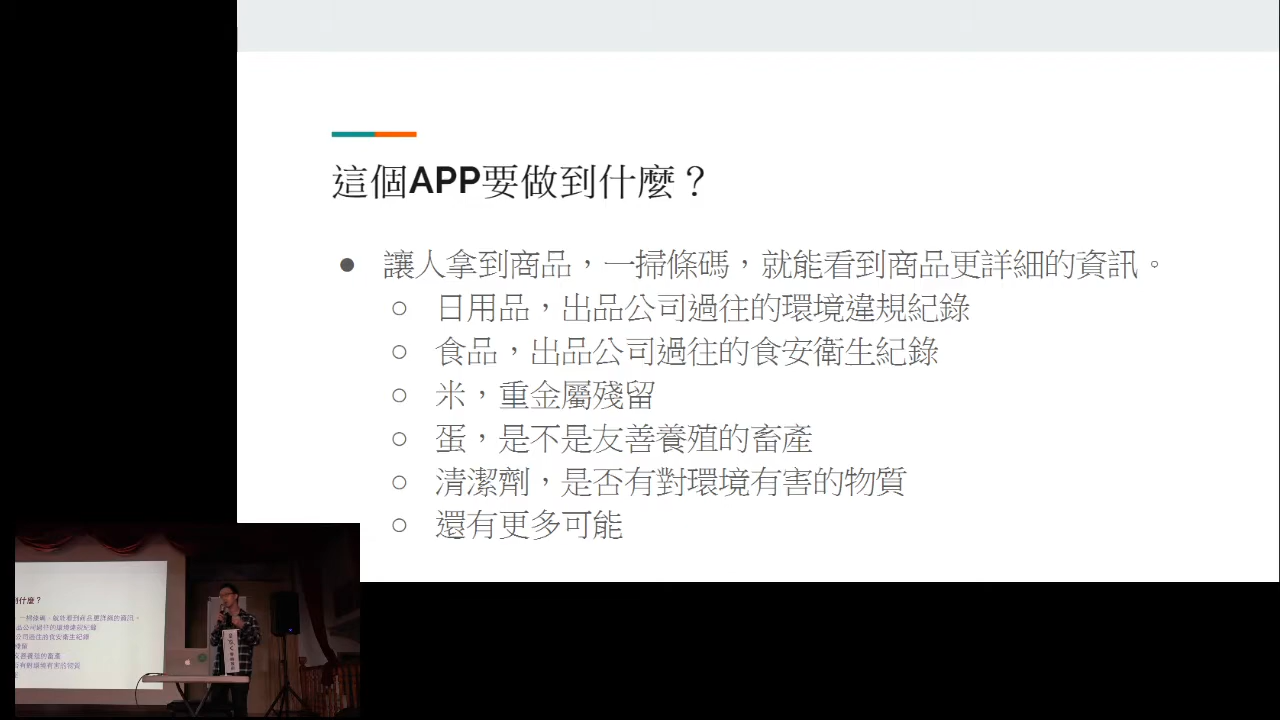 這個APP要做到什麼？
讓人拿到商品，一掃條碼，就能看到商品更詳細的資訊。
日用品，出品公司過往的環境違規紀錄
食品，出品公司過往的食安衛生紀錄
米，重金屬殘留
蛋，是不是友善養殖的畜產
清潔劑，是否有對環境有害的物質
還有更多可能